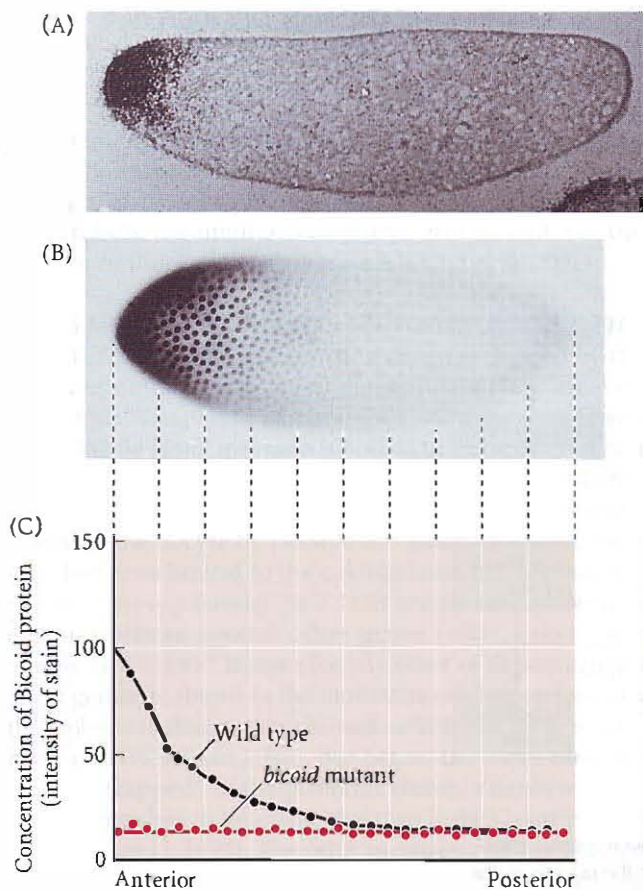 (A)
(B)
(C)
Concentration of Bicoid protein
(intensity of stain)
150
100
50
0
Wild type
bicoid mutant
Anterior
Posterior